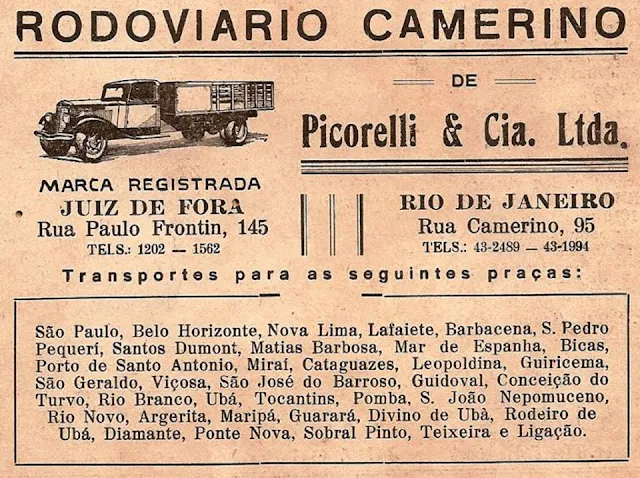 RODOVIARIO CAMERINO
DE
Picorelli & Cia. Ltda.
MARCA REGISTRADA
JUIZ DE FORA
Rua Paulo Frontin, 145
TELS.: 1202 — 1562
RIO DE JANEIRO
Rua Camerino, 95
TELS.: 43-2489 — 43-1994
Transportes para as seguintes praças:
São Paulo, Belo Horizonte, Nova Lima, Lafaiete, Barbacena, S. Pedro
Pequerí, Santos Dumont, Matias Barbosa, Mar de Espanha, Bicas,
Porto de Santo Antonio, Miraí, Cataguazes, Leopoldina, Guiricema,
São Geraldo, Viçosa, São José do Barroso, Guidoval, Conceição do
Turvo, Rio Branco, Ubá, Tocantins, Pomba, S. João Nepomuceno,
Rio Novo, Argerita, Maripá, Guarará, Divino de Ubà, Rodeiro de
Ubá, Diamante, Ponte Nova, Sobral Pinto, Teixeira e Ligação.